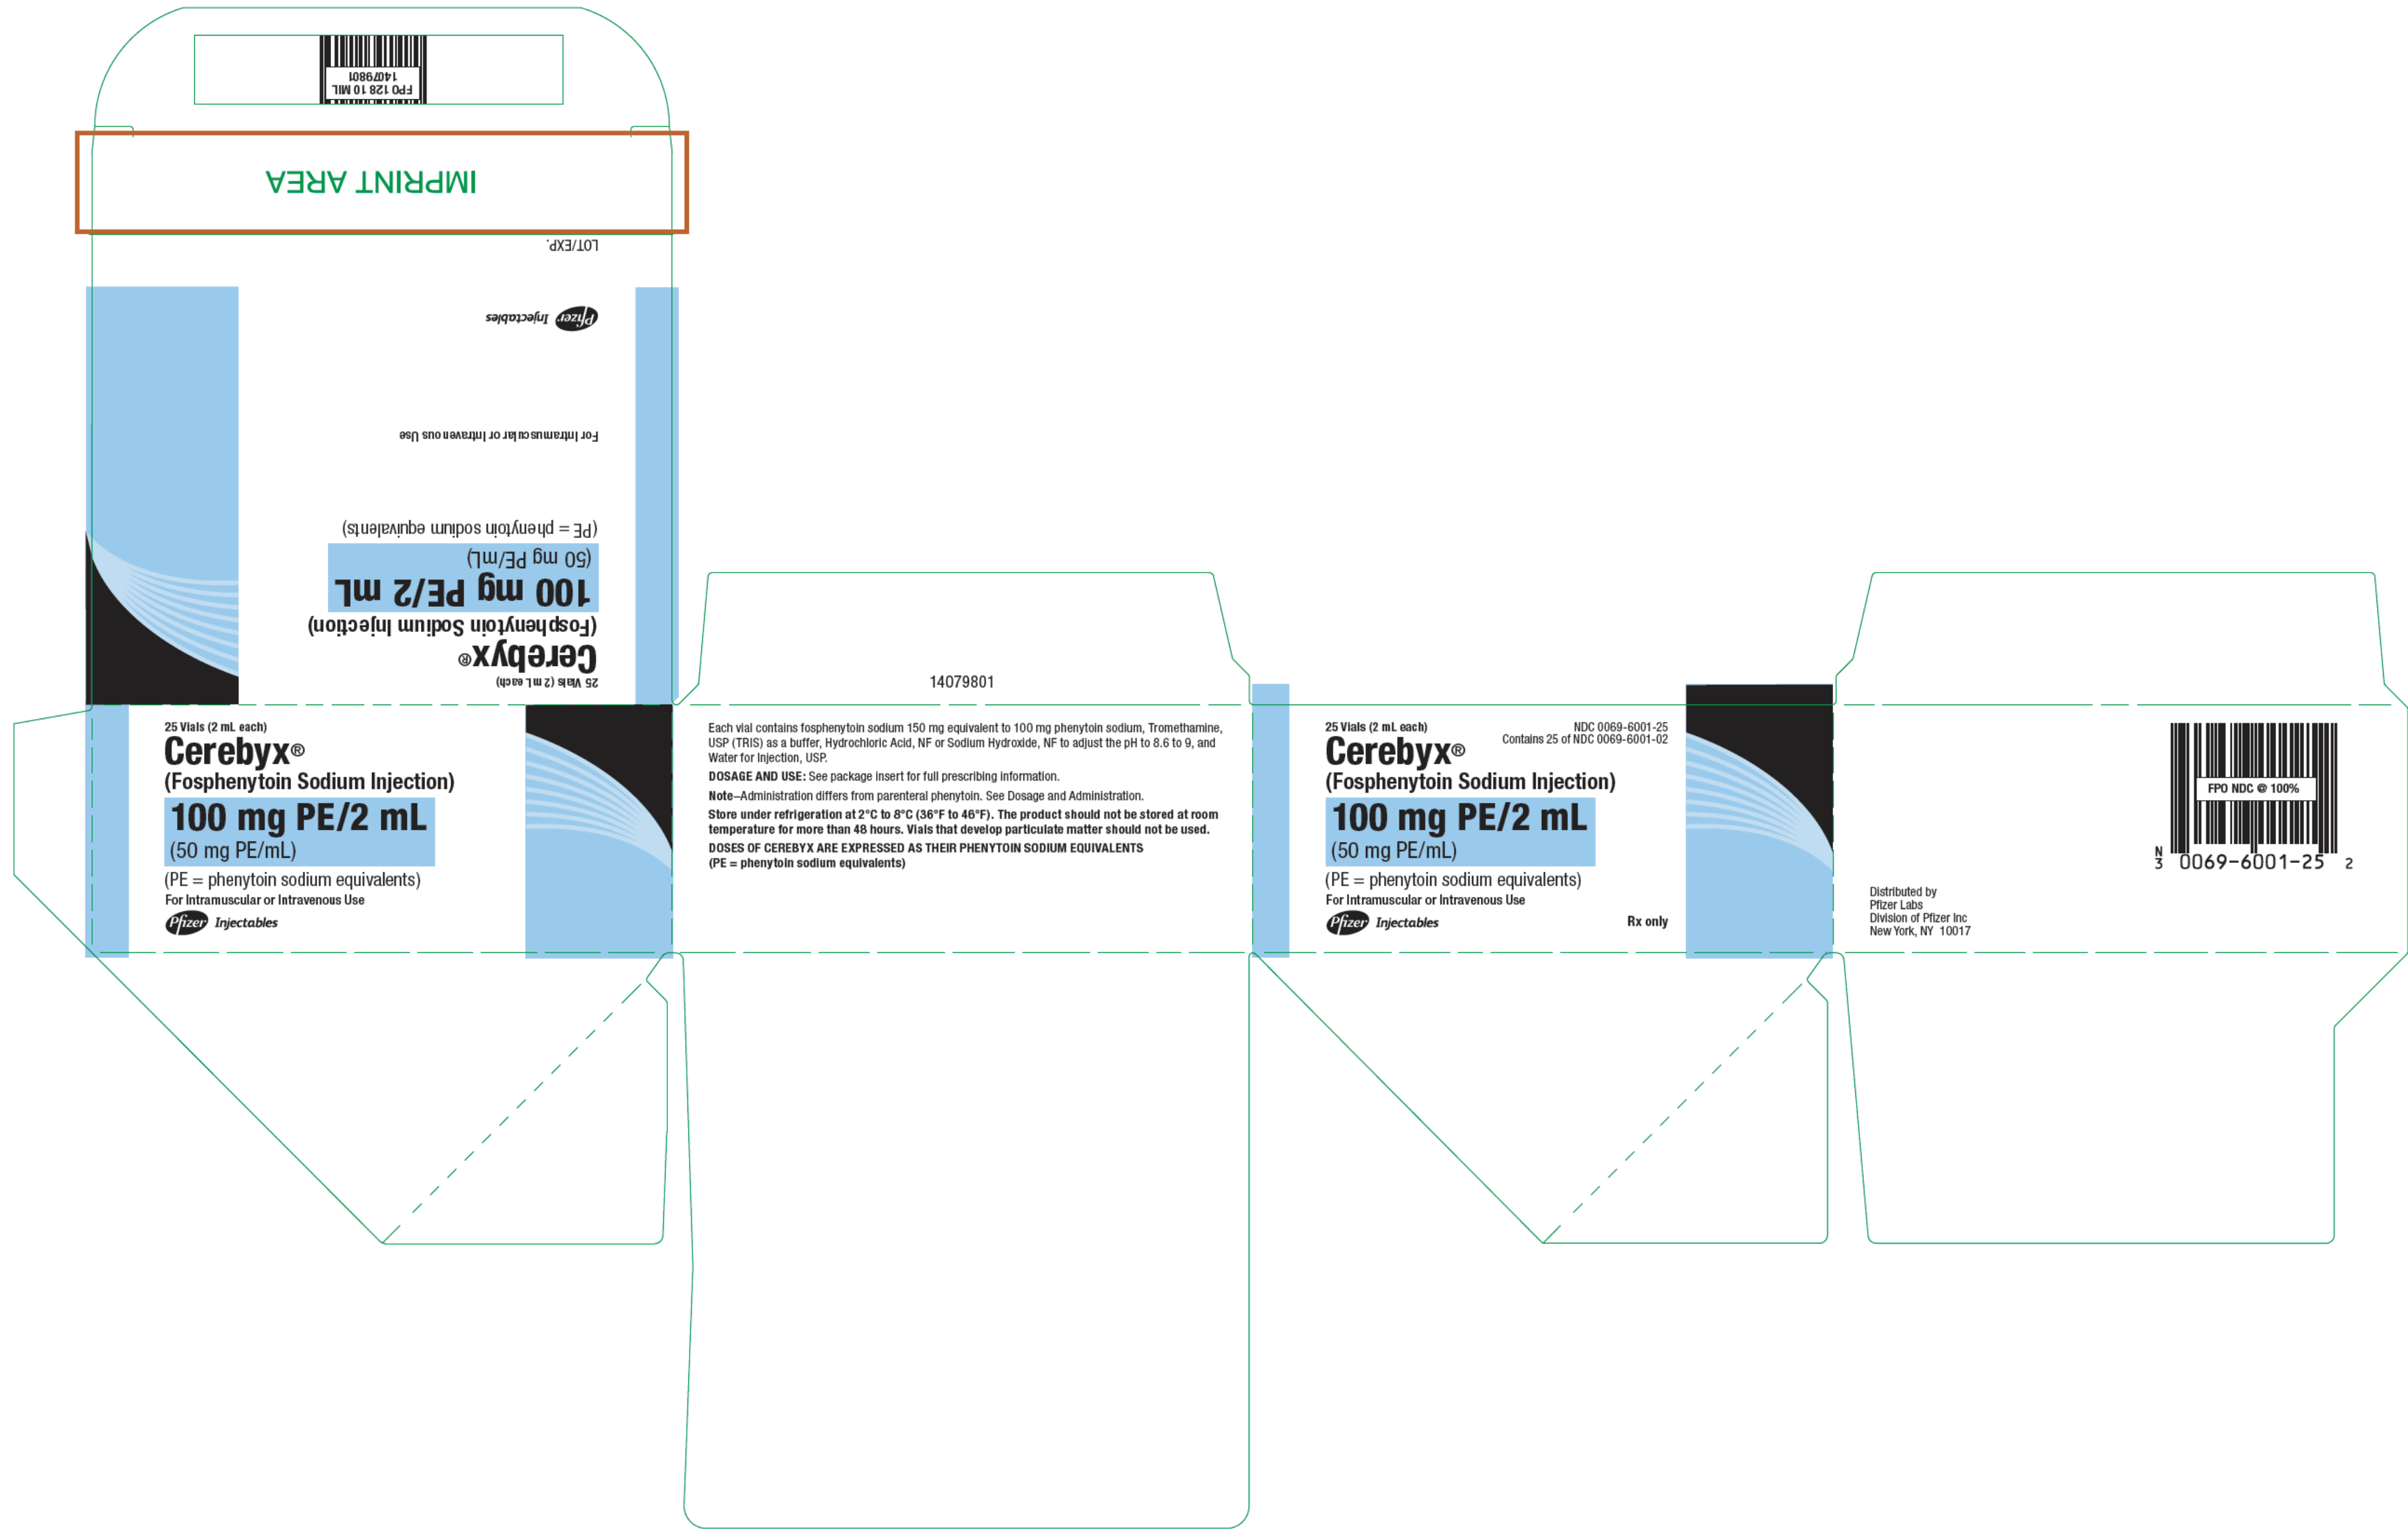 FPO 128 10 MIL
14079801
IMPRINT AREA
LOT/EXP.
Pfizer Injectables
For Intramuscular or Intravenous Use
(PE = phenytoin sodium equivalents)
(50 mg PE/mL)
100 mg PE/2 mL
(Fosphenytoin Sodium Injection)
Cerebyx®
25 Vials (2 mL each)
25 Vials (2 mL each)
Cerebyx®
(Fosphenytoin Sodium Injection)
100 mg PE/2 mL
(50 mg PE/mL)
(PE = phenytoin sodium equivalents)
For Intramuscular or Intravenous Use
Pfizer Injectables
14079801
Each vial contains fosphenytoin sodium 150 mg equivalent to 100 mg phenytoin sodium, Tromethamine,
USP (TRIS) as a buffer, Hydrochloric Acid, NF or Sodium Hydroxide, NF to adjust the pH to 8.6 to 9, and
Water for Injection, USP.
DOSAGE AND USE: See package insert for full prescribing information.
Note–Administration differs from parenteral phenytoin. See Dosage and Administration.
Store under refrigeration at 2°C to 8°C (36°F to 46°F). The product should not be stored at room
temperature for more than 48 hours. Vials that develop particulate matter should not be used.
DOSES OF CEREBYX ARE EXPRESSED AS THEIR PHENYTOIN SODIUM EQUIVALENTS
(PE = phenytoin sodium equivalents)
25 Vials (2 mL each)
NDC 0069-6001-25
Contains 25 of NDC 0069-6001-02
Cerebyx®
(Fosphenytoin Sodium Injection)
100 mg PE/2 mL
(50 mg PE/mL)
(PE = phenytoin sodium equivalents)
For Intramuscular or Intravenous Use
Pfizer Injectables
Rx only
FPO NDC @ 100%
N
3 0069-6001-25 2
Distributed by
Pfizer Labs
Division of Pfizer Inc
New York, NY 10017